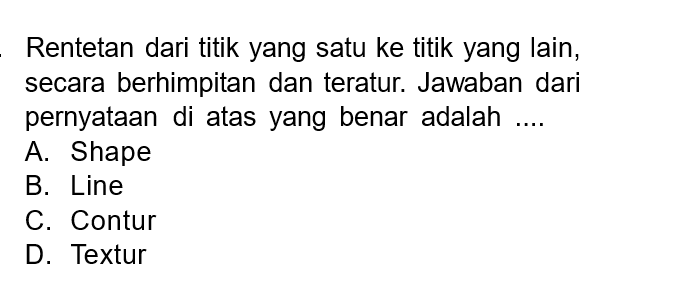 . Rentetan dari titik yang satu ke titik yang lain,
secara berhimpitan dan teratur. Jawaban dari
pernyataan di atas yang benar adalah ....
A. Shape
B. Line
C. Contur
D. Textur